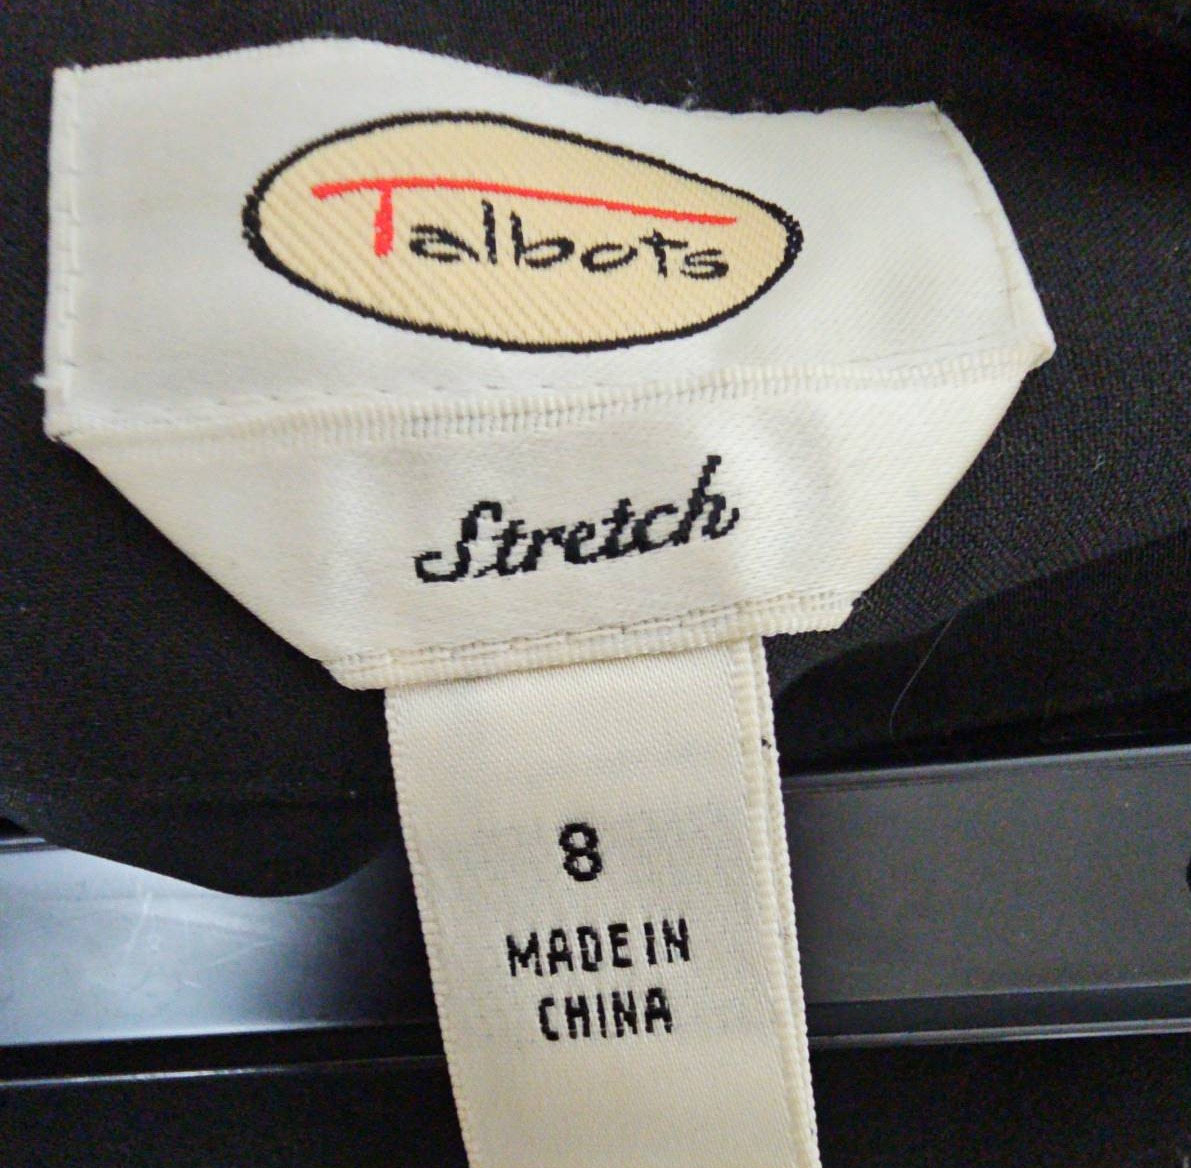 Talbots
Stretch
8
MADE IN
CHINA